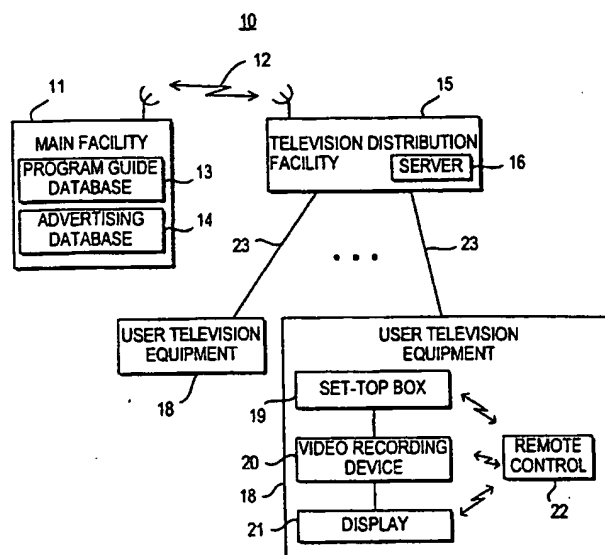 10
12
11
15
MAIN FACILITY
PROGRAM GUIDE
DATABASE
13
ADVERTISING
DATABASE
14
TELEVISION DISTRIBUTION
FACILITY
SERVER
16
23
23
USER TELEVISION
EQUIPMENT
18
USER TELEVISION
EQUIPMENT
SET-TOP BOX
19
VIDEO RECORDING
DEVICE
20
REMOTE
CONTROL
22
18
DISPLAY
21